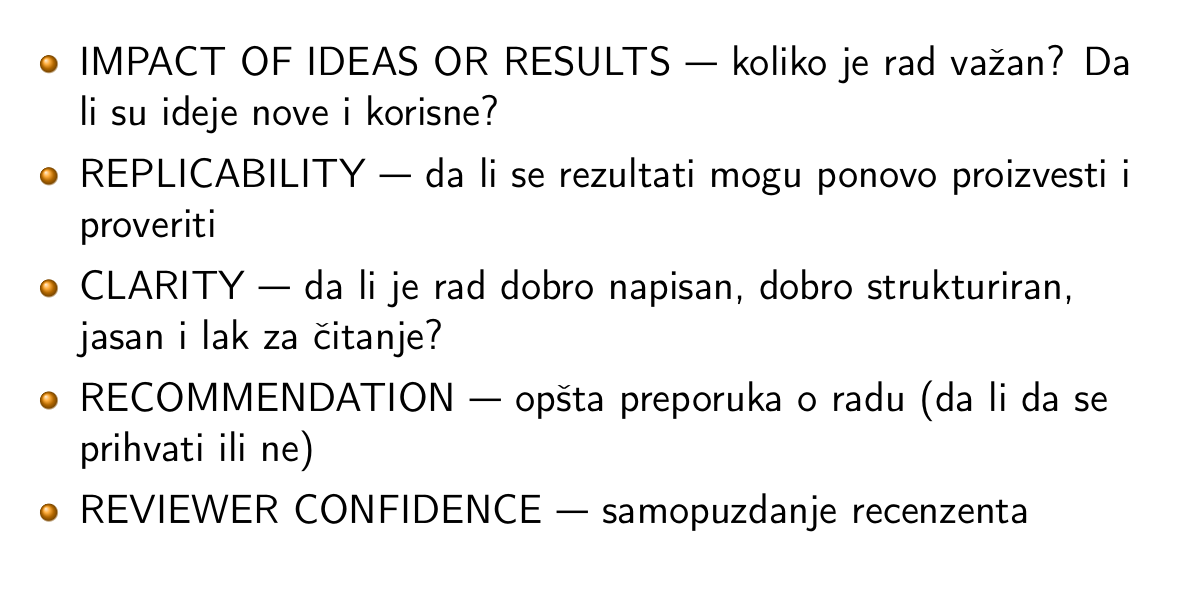 IMPACT OF IDEAS OR RESULTS — koliko je rad važan? Da
li su ideje nove i korisne?
REPLICABILITY — da li se rezultati mogu ponovo proizvesti i
proveriti
CLARITY — da li je rad dobro napisan, dobro strukturiran,
jasan i lak za čitanje?
RECOMMENDATION — opšta preporuka o radu (da li da se
prihvati ili ne)
REVIEWER CONFIDENCE — samopuzdanje recenzenta